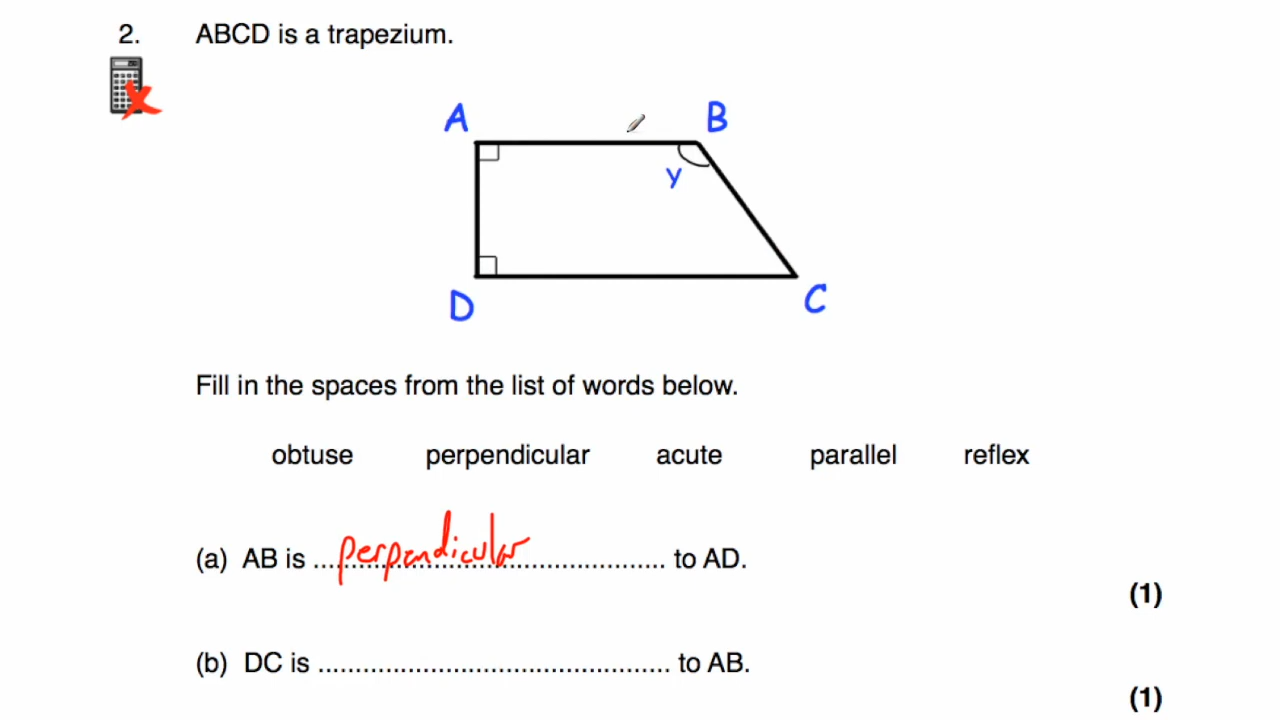 2. ABCD is a trapezium.
A B
y
D C
Fill in the spaces from the list of words below.
obtuse perpendicular acute parallel reflex
(a) AB is ....perpendicular.................... to AD.
(1)
(b) DC is ............................................... to AB.
(1)